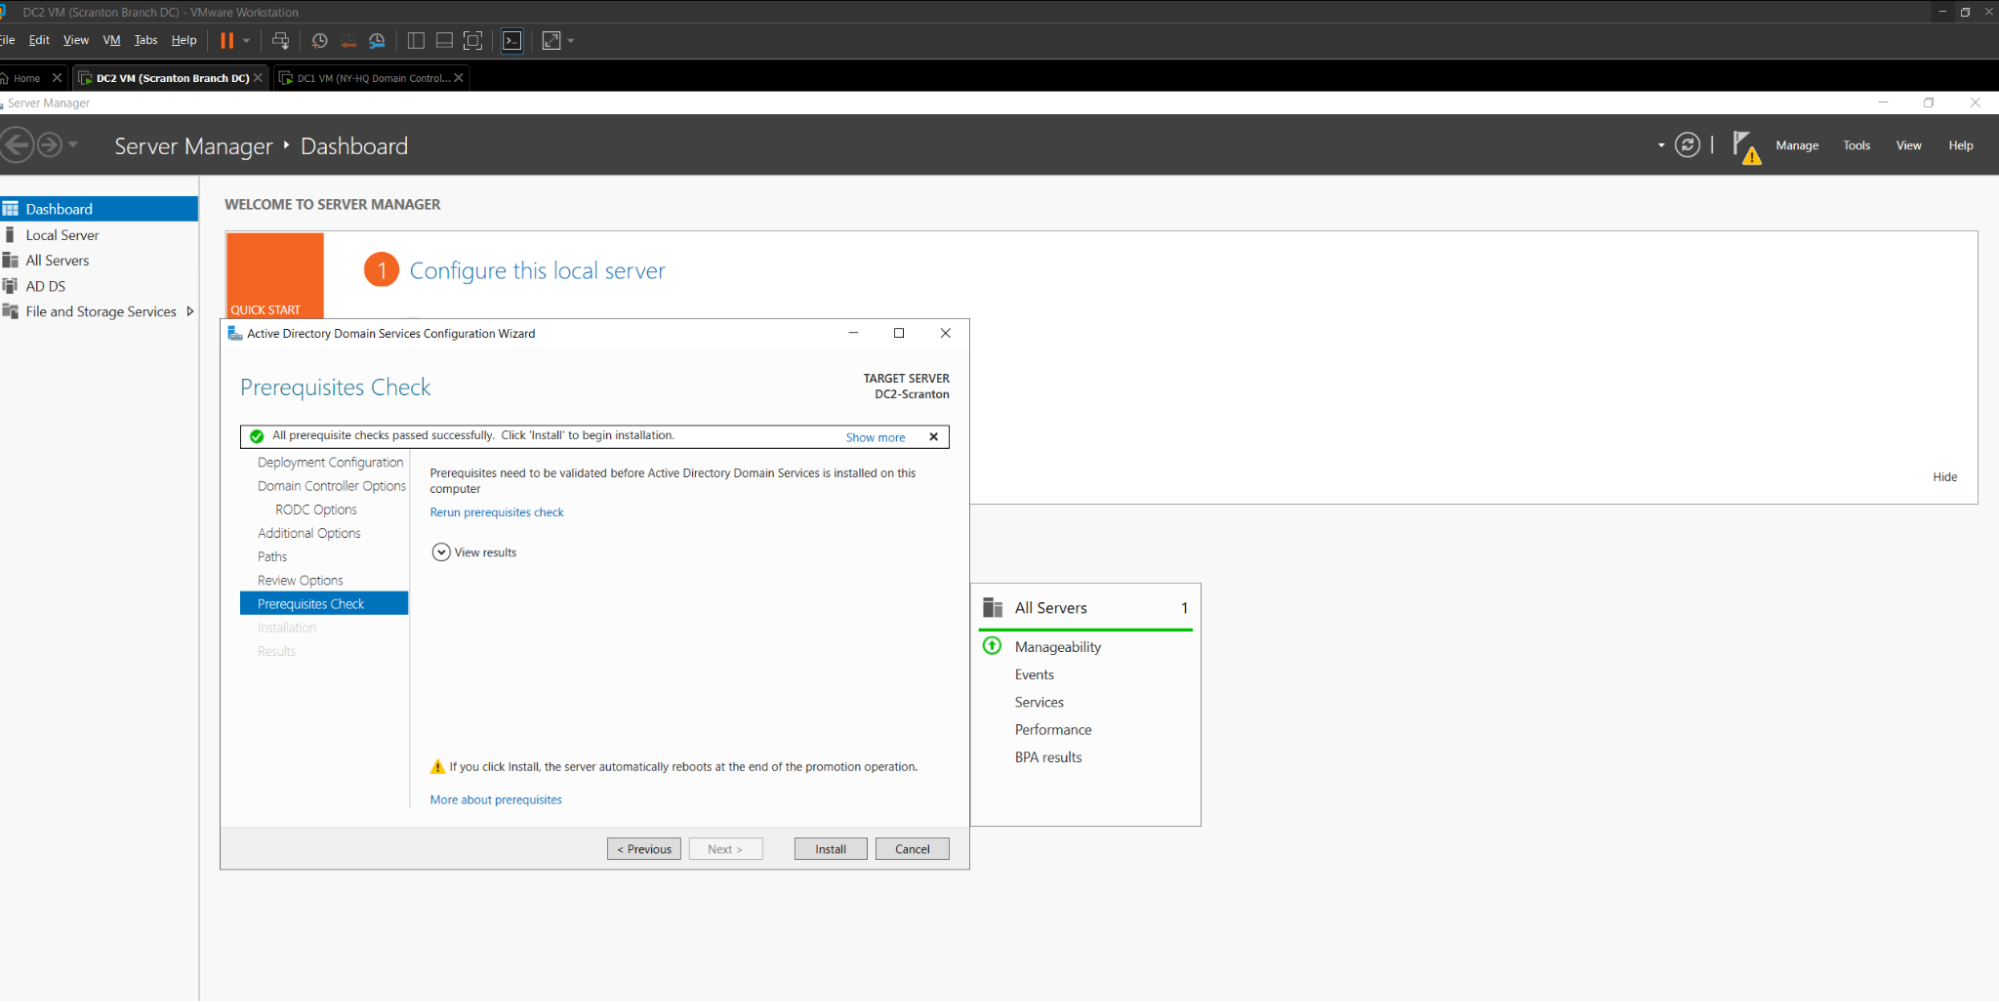 DC2 VM (Scranton Branch DC) - VMware Workstation
File Edit View VM Tabs Help
Home DC2 VM (Scranton Branch DC) DC1 VM (NY-HQ Domain Control...
Server Manager
Server Manager Dashboard
Manage Tools View Help
Dashboard
Local Server
All Servers
AD DS
File and Storage Services
WELCOME TO SERVER MANAGER
1 Configure this local server
QUICK START
Hide
Active Directory Domain Services Configuration Wizard
Prerequisites Check
TARGET SERVER
DC2-Scranton
All prerequisite checks passed successfully. Click 'Install' to begin installation. Show more
Deployment Configuration
Domain Controller Options
RODC Options
Additional Options
Paths
Review Options
Prerequisites Check
Installation
Results
Prerequisites need to be validated before Active Directory Domain Services is installed on this
computer
Rerun prerequisites check
View results
If you click Install, the server automatically reboots at the end of the promotion operation.
More about prerequisites
< Previous Next > Install Cancel
All Servers 1
Manageability
Events
Services
Performance
BPA results